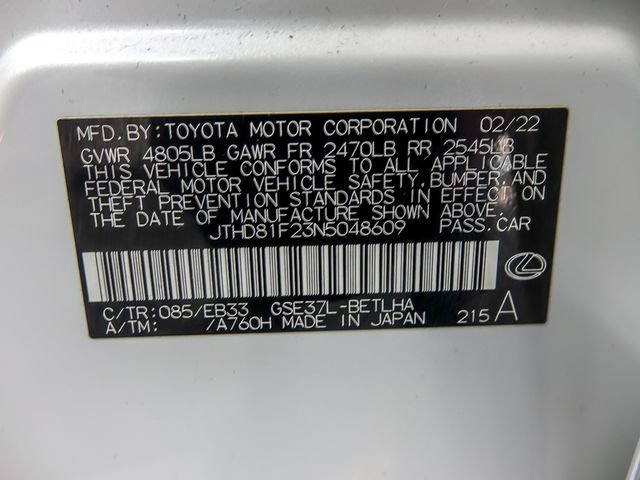 MFD. BY: TOYOTA MOTOR CORPORATION 02/22
GVWR 4805LB GAWR FR 2470LB RR 2545LB
THIS VEHICLE CONFORMS TO ALL APPLICABLE
FEDERAL MOTOR VEHICLE SAFETY, BUMPER, AND
THEFT PREVENTION STANDARDS IN EFFECT ON
THE DATE OF MANUFACTURE SHOWN ABOVE.
JTHD81F23N5048609 PASS. CAR
C/TR: 085/EB33 GSE37L-BETLHA
A/TM: /A760H MADE IN JAPAN 215 A